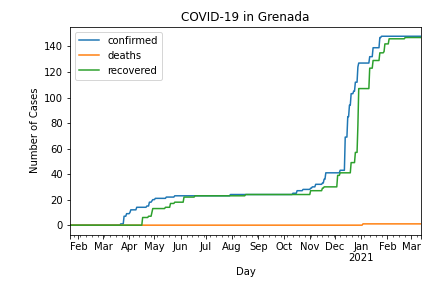 COVID-19 in Grenada
confirmed
deaths
recovered
Number of Cases
140
120
100
80
60
40
20
0
Feb Mar Apr May Jun Jul Aug Sep Oct Nov Dec Jan Feb Mar
2021
Day